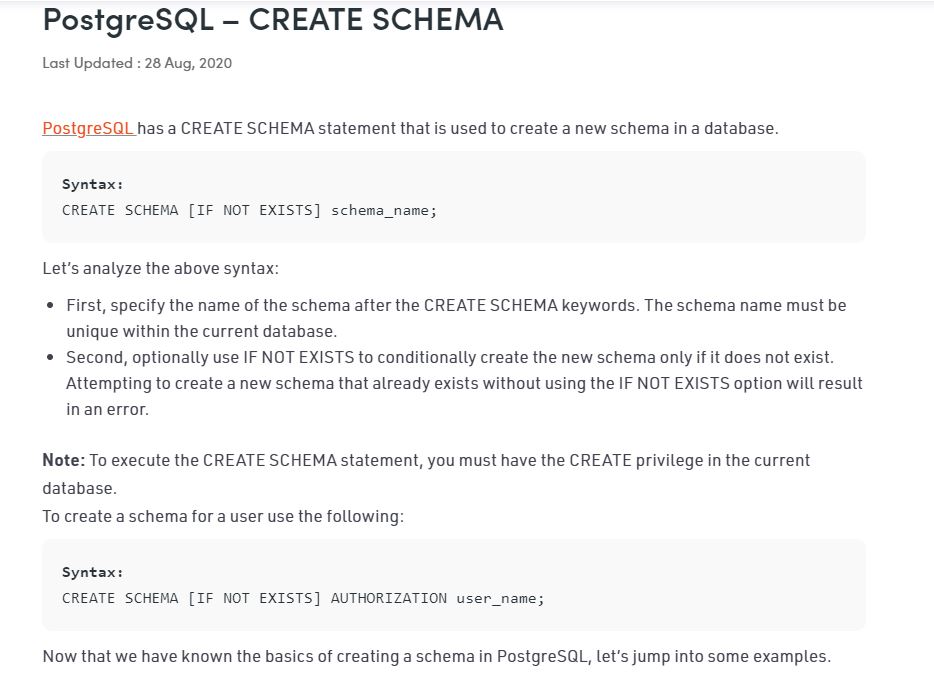 PostgreSQL – CREATE SCHEMA
Last Updated : 28 Aug, 2020
PostgreSQL has a CREATE SCHEMA statement that is used to create a new schema in a database.
Syntax:
CREATE SCHEMA [IF NOT EXISTS] schema_name;
Let’s analyze the above syntax:
• First, specify the name of the schema after the CREATE SCHEMA keywords. The schema name must be
unique within the current database.
• Second, optionally use IF NOT EXISTS to conditionally create the new schema only if it does not exist.
Attempting to create a new schema that already exists without using the IF NOT EXISTS option will result
in an error.
Note: To execute the CREATE SCHEMA statement, you must have the CREATE privilege in the current
database.
To create a schema for a user use the following:
Syntax:
CREATE SCHEMA [IF NOT EXISTS] AUTHORIZATION user_name;
Now that we have known the basics of creating a schema in PostgreSQL, let’s jump into some examples.